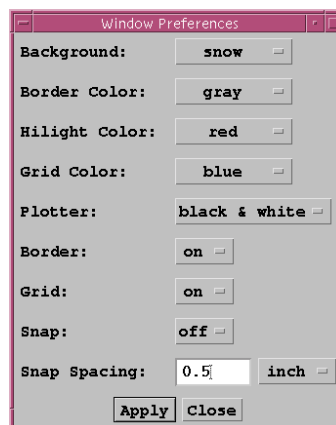 Window Preferences
Background: snow
Border Color: gray
Hilight Color: red
Grid Color: blue
Plotter: black & white
Border: on
Grid: on
Snap: off
Snap Spacing: 0.5 inch
Apply Close